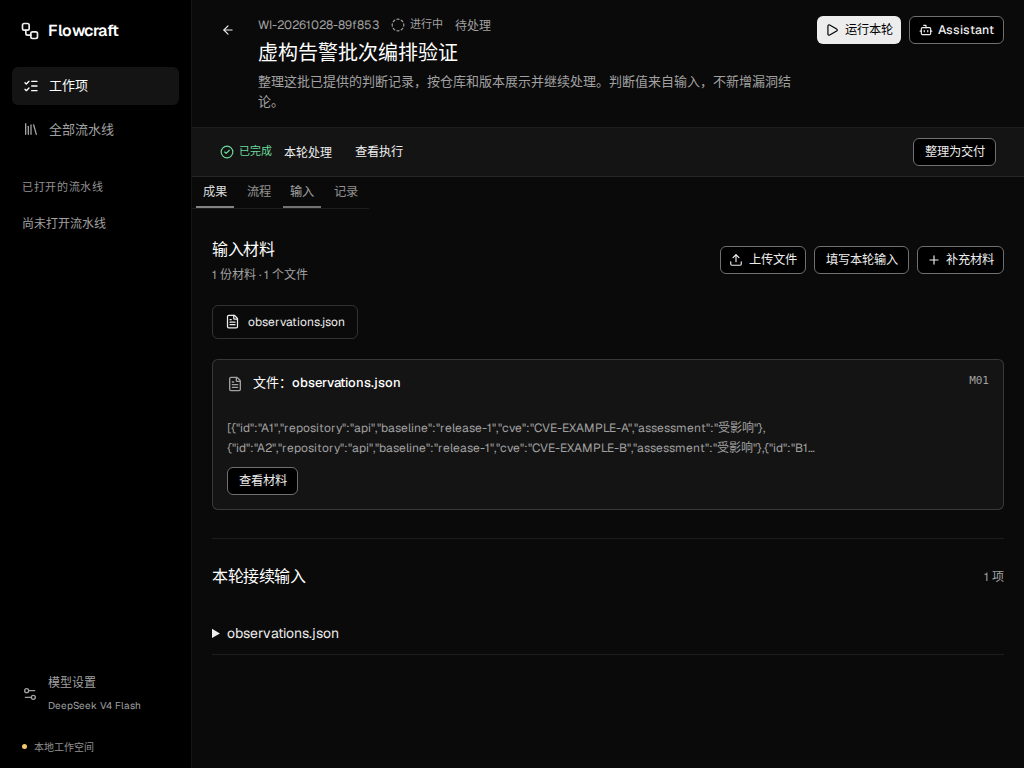 Flowcraft
工作项
全部流水线
已打开的流水线
尚未打开流水线
模型设置
DeepSeek V4 Flash
本地工作空间
WI-20261028-89f853 进行中 待处理
虚构告警批次编排验证
整理这批已提供的判断记录，按仓库和版本展示并继续处理。判断值来自输入，不新增漏洞结
论。
运行本轮 Assistant
已完成 本轮处理 查看执行 整理为交付
成果 流程 输入 记录
输入材料
1 份材料 · 1 个文件
上传文件 填写本轮输入 补充材料
observations.json
文件：observations.json M01
[{"id":"A1","repository":"api","baseline":"release-1","cve":"CVE-EXAMPLE-A","assessment":"受影响"},
{"id":"A2","repository":"api","baseline":"release-1","cve":"CVE-EXAMPLE-B","assessment":"受影响"},{"id":"B1...
查看材料
本轮接续输入 1 项
observations.json